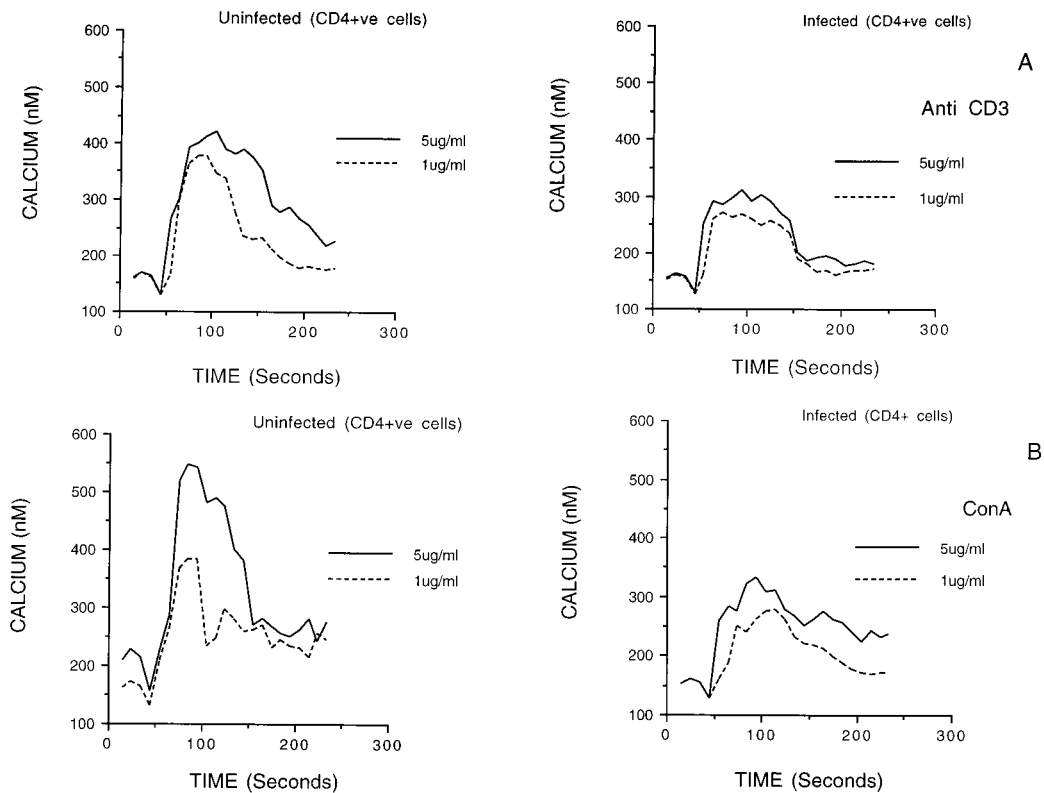 Uninfected (CD4+ve cells)
600
500
400
300
200
100
0
100
200
300
CALCIUM (nM)
TIME (Seconds)
5ug/ml
1ug/ml
Infected (CD4+ve cells)
A
Anti CD3
600
500
400
300
200
100
0
100
200
300
CALCIUM (nM)
TIME (Seconds)
5ug/ml
1ug/ml
Uninfected (CD4+ve cells)
600
500
400
300
200
100
0
100
200
300
CALCIUM (nM)
TIME (Seconds)
5ug/ml
1ug/ml
Infected (CD4+ cells)
B
ConA
600
500
400
300
200
100
0
100
200
300
CALCIUM (nM)
TIME (Seconds)
5ug/ml
1ug/ml